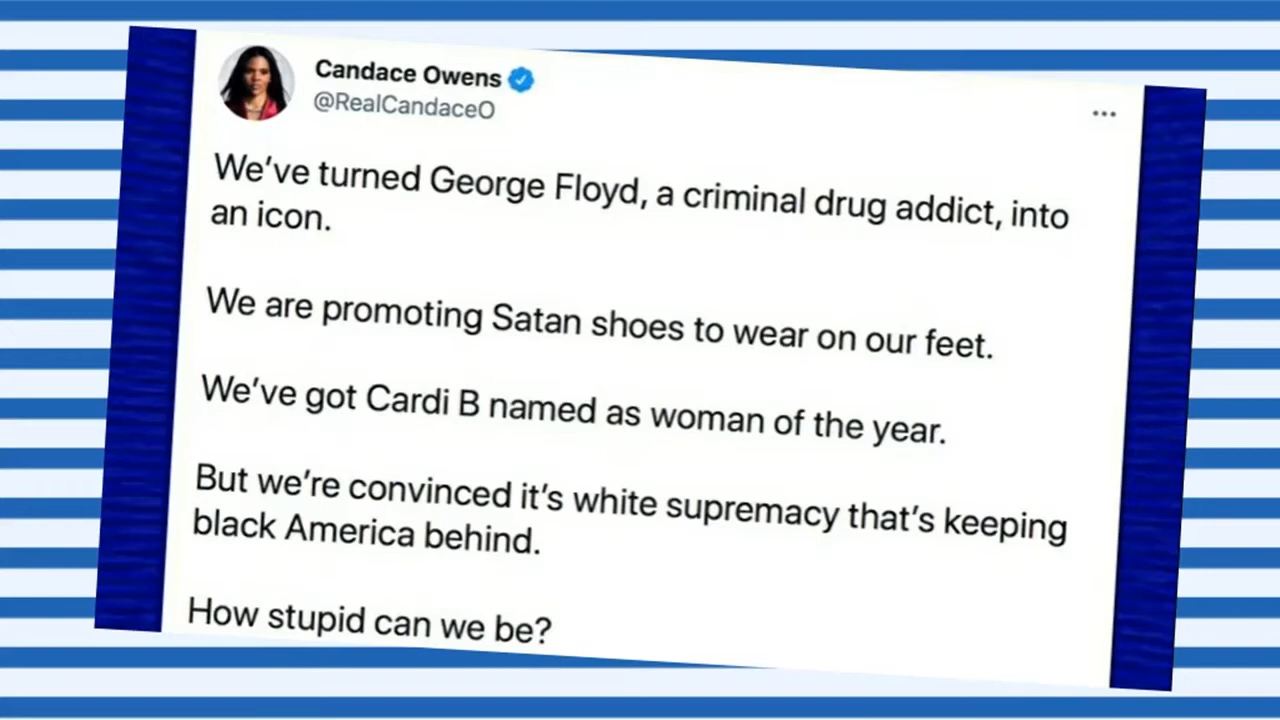 Candace Owens
@RealCandaceO
We've turned George Floyd, a criminal drug addict, into
an icon.
We are promoting Satan shoes to wear on our feet.
We've got Cardi B named as woman of the year.
But we're convinced it's white supremacy that's keeping
black America behind.
How stupid can we be?